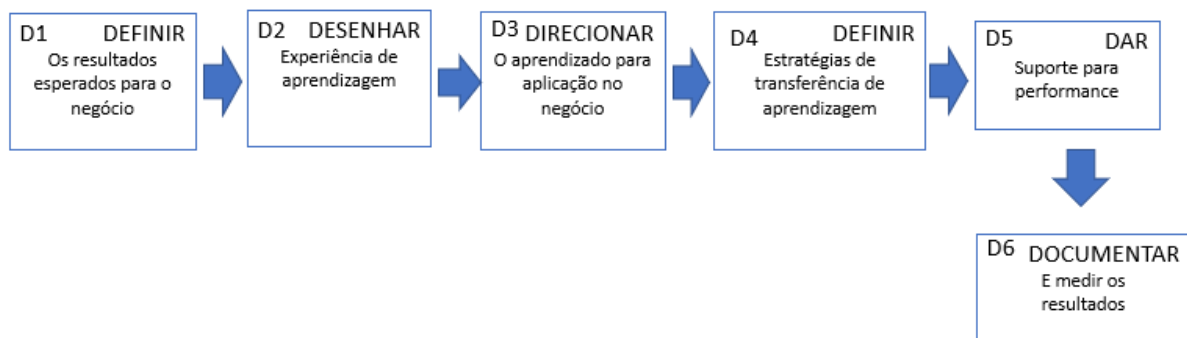 D1 DEFINIR
Os resultados
esperados para o
negócio
D2 DESENHAR
Experiência de
aprendizagem
D3 DIRECIONAR
O aprendizado para
aplicação no
negócio
D4 DEFINIR
Estratégias de
transferência de
aprendizagem
D5 DAR
Suporte para
performance
D6 DOCUMENTAR
E medir os
resultados